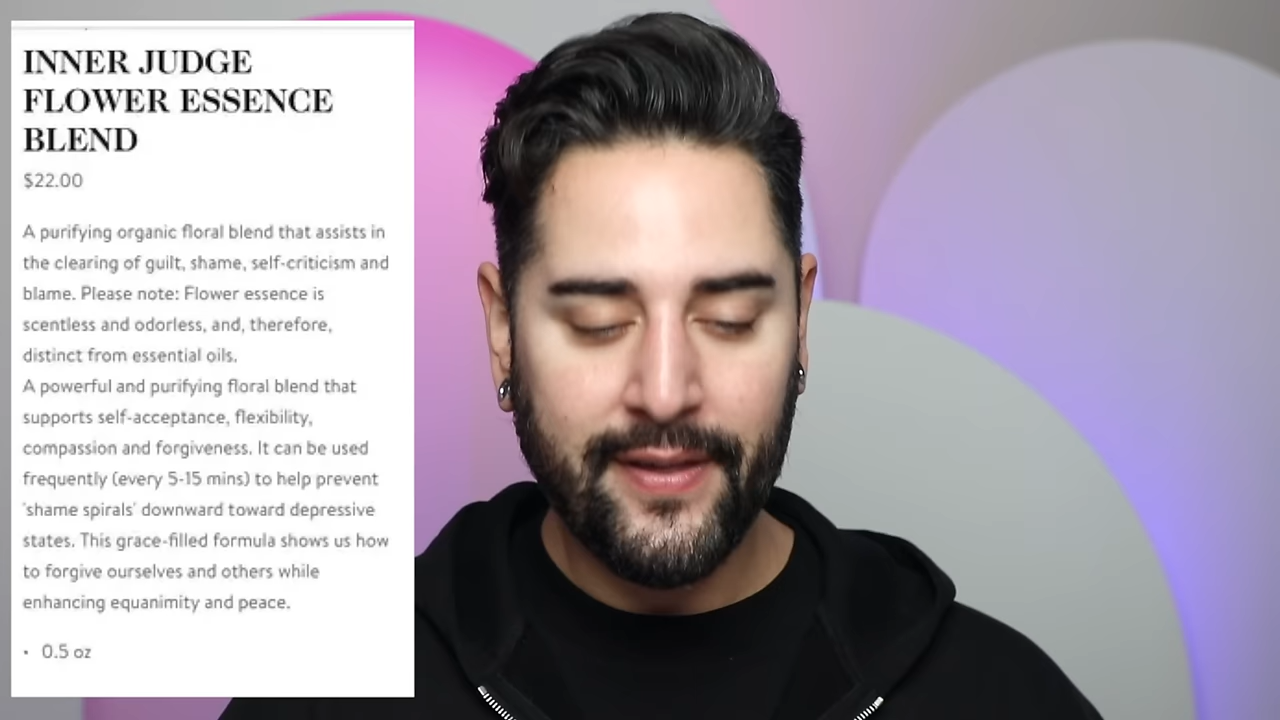 INNER JUDGE
FLOWER ESSENCE
BLEND
$22.00
A purifying organic floral blend that assists in
the clearing of guilt, shame, self-criticism and
blame. Please note: Flower essence is
scentless and odorless, and, therefore,
distinct from essential oils.
A powerful and purifying floral blend that
supports self-acceptance, flexibility,
compassion and forgiveness. It can be used
frequently (every 5-15 mins) to help prevent
'shame spirals' downward toward depressive
states. This grace-filled formula shows us how
to forgive ourselves and others while
enhancing equanimity and peace.
• 0.5 oz